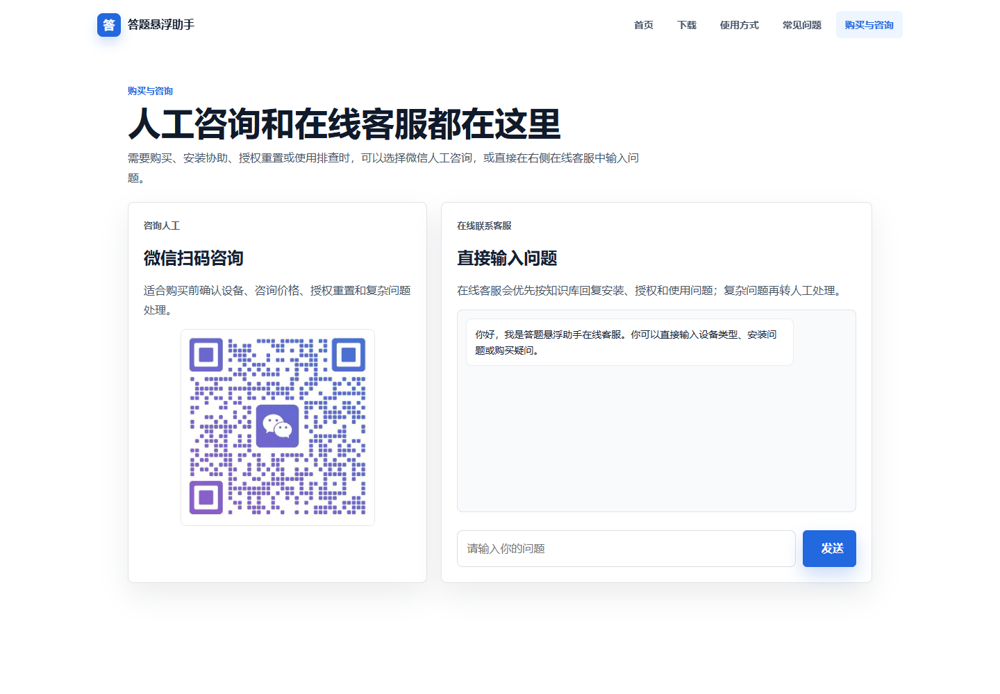 答 答题悬浮助手
首页 下载 使用方式 常见问题 购买与咨询
购买与咨询
人工咨询和在线客服都在这里
需要购买、安装协助、授权重置或使用排查时，可以选择微信人工咨询，或直接在右侧在线客服中输入问
题。
咨询人工
微信扫码咨询
适合购买前确认设备、咨询价格、授权重置和复杂问题
处理。
在线联系客服
直接输入问题
在线客服会优先按知识库回复安装、授权和使用问题；复杂问题再转人工处理。
你好，我是答题悬浮助手在线客服。你可以直接输入设备类型、安装问
题或购买疑问。
请输入你的问题
发送